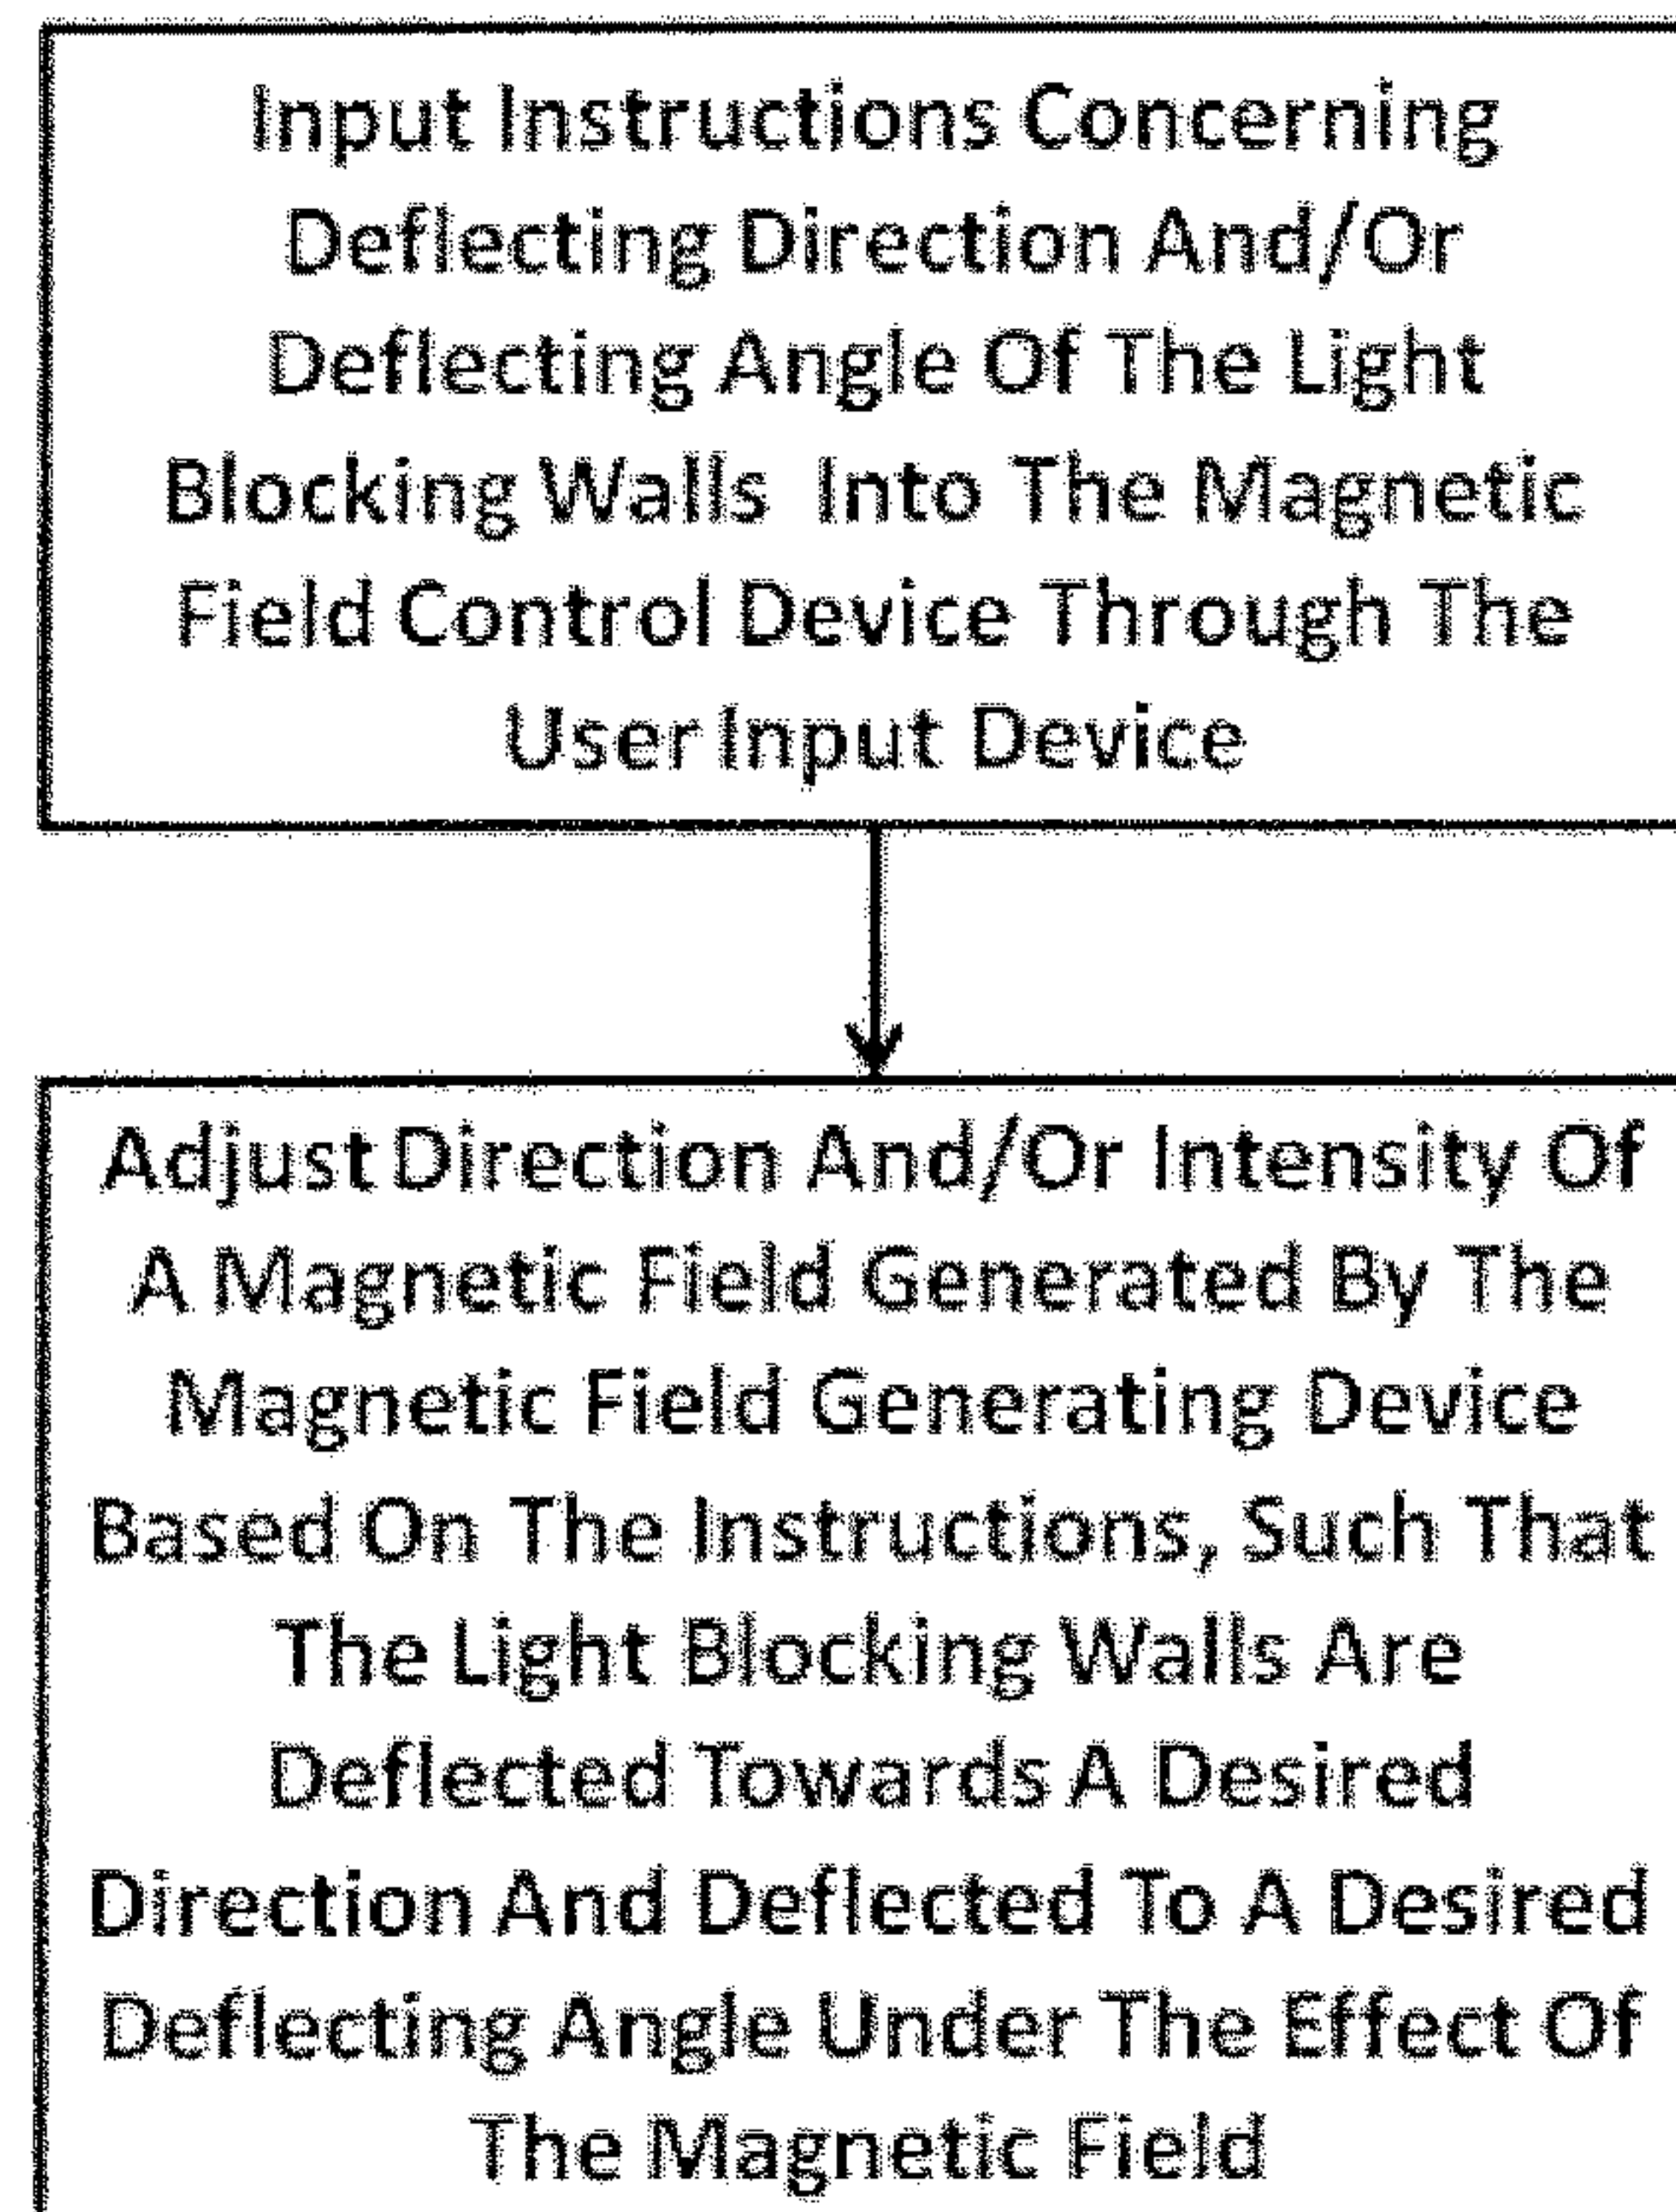 Input Instructions Concerning
Deflecting Direction And/Or
Deflecting Angle Of The Light
Blocking Walls Into The Magnetic
Field Control Device Through The
User Input Device
Adjust Direction And/Or Intensity Of
A Magnetic Field Generated By The
Magnetic Field Generating Device
Based On The Instructions, Such That
The Light Blocking Walls Are
Deflected Towards A Desired
Direction And Deflected To A Desired
Deflecting Angle Under The Effect Of
The Magnetic Field